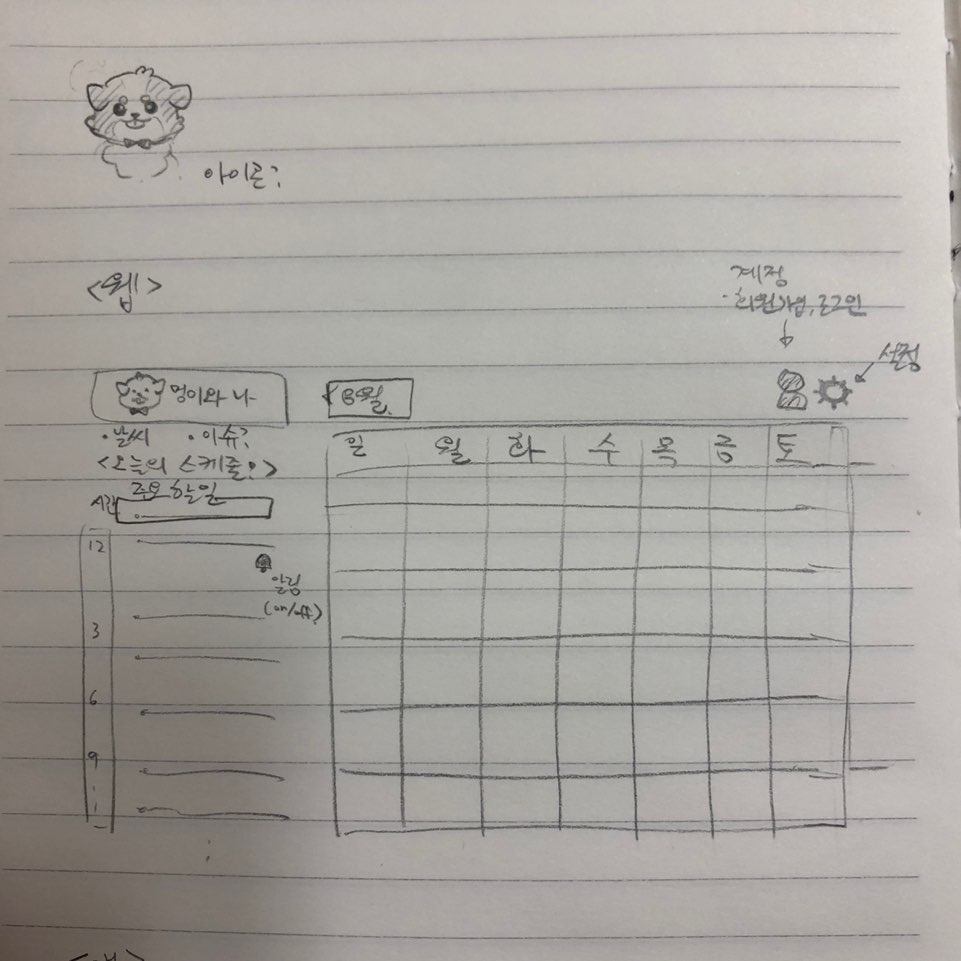 아이콘?
<웹>
계정
· 회원가입, 로그인
설정
멍이와 나
8월
· 날씨 · 이슈?
<오늘의 스케줄?>
주요 할일
시간
12
3
6
9
알림
(on/off?)
일 월 화 수 목 금 토